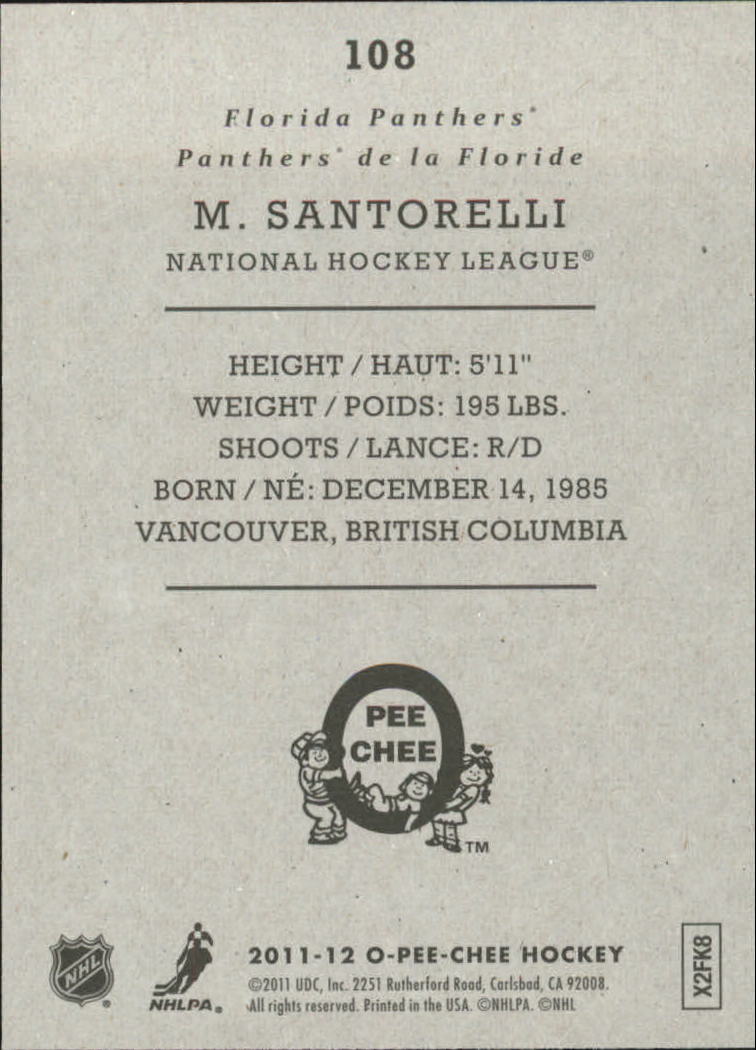 108
Florida Panthers*
Panthers* de la Floride
M. SANTORELLI
NATIONAL HOCKEY LEAGUE®
HEIGHT / HAUT: 5'11"
WEIGHT / POIDS: 195 LBS.
SHOOTS / LANCE: R/D
BORN / NÉ: DECEMBER 14, 1985
VANCOUVER, BRITISH COLUMBIA
O
PEE
CHEE
TM
NHL ®
NHLPA®
2011-12 O-PEE-CHEE HOCKEY
©2011 UDC, Inc. 2251 Rutherford Road, Carlsbad, CA 92008.
All rights reserved. Printed in the USA. ©NHLPA. ©NHL
X2FK8